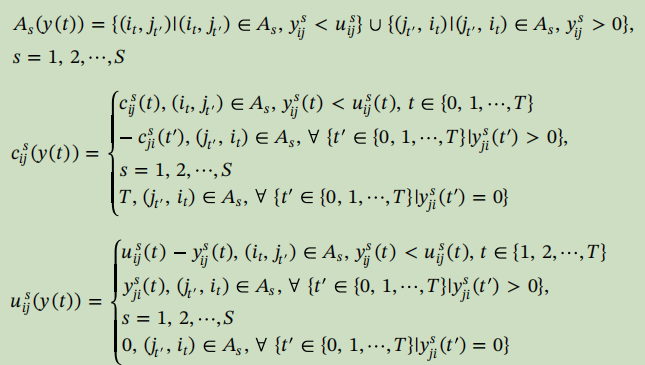 A_s(y(t)) = {(i_t, j_{t'})|(i_t, j_{t'}) ∈ A_s, y_{ij}^s < u_{ij}^s} ∪ {(j_{t'}, i_t)|(j_{t'}, i_t) ∈ A_s, y_{ij}^s > 0},
s = 1, 2,⋯,S
c_{ij}^s(y(t)) = { c_{ij}^s(t), (i_t, j_{t'}) ∈ A_s, y_{ij}^s(t) < u_{ij}^s(t), t ∈ {0, 1,⋯,T}
− c_{ji}^s(t'), (j_{t'}, i_t) ∈ A_s, ∀ {t' ∈ {0, 1,⋯,T}|y_{ji}^s(t') > 0},
s = 1, 2,⋯,S
T, (j_{t'}, i_t) ∈ A_s, ∀ {t' ∈ {0, 1,⋯,T}|y_{ji}^s(t') = 0}
u_{ij}^s(y(t)) = { u_{ij}^s(t) − y_{ij}^s(t), (i_t, j_{t'}) ∈ A_s, y_{ij}^s(t) < u_{ij}^s(t), t ∈ {1, 2,⋯,T}
y_{ji}^s(t), (j_{t'}, i_t) ∈ A_s, ∀ {t' ∈ {0, 1,⋯,T}|y_{ji}^s(t') > 0},
s = 1, 2,⋯,S
0, (j_{t'}, i_t) ∈ A_s, ∀ {t' ∈ {0, 1,⋯,T}|y_{ji}^s(t') = 0}